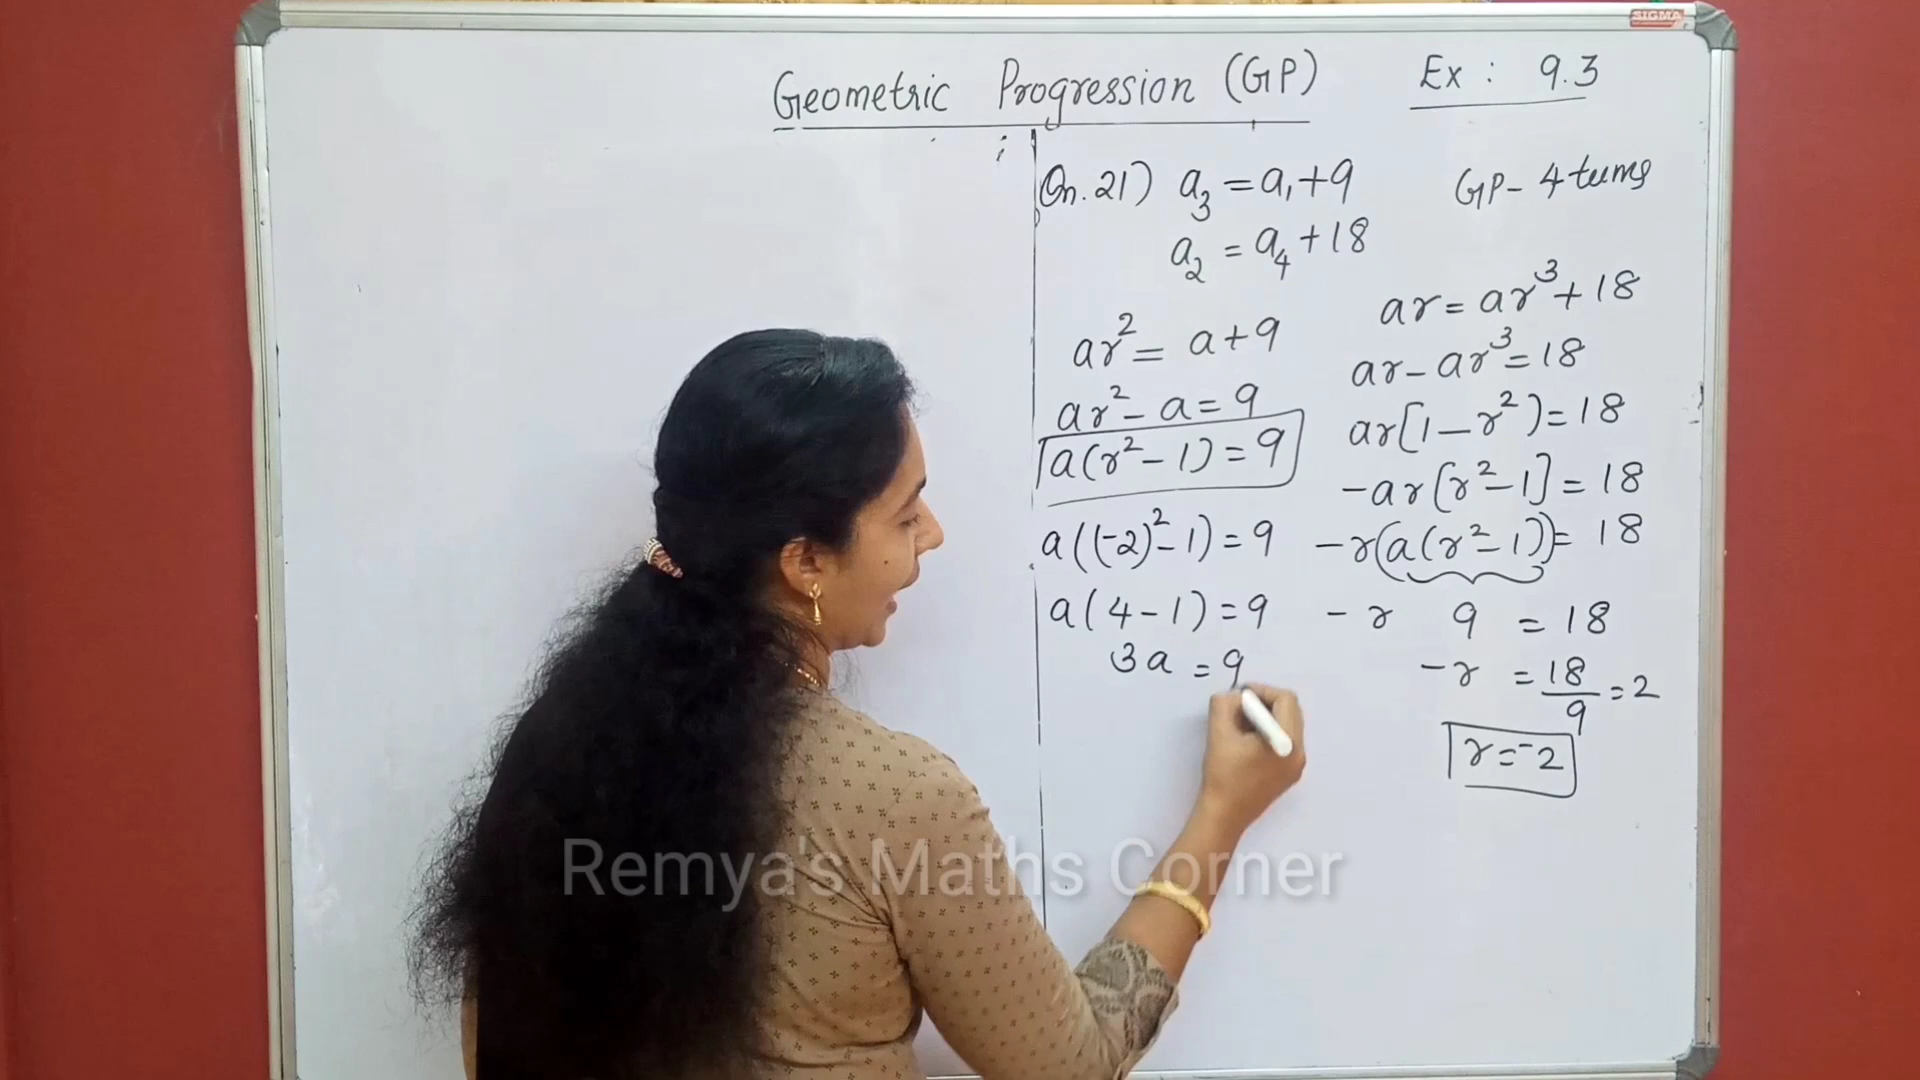 SIGMA
Geometric Progression (GP) Ex : 9.3
Qn. 21) a₃ = a₁ + 9
GP - 4 terms
a₂ = a₄ + 18
ar² = a + 9
ar² - a = 9
a(r² - 1) = 9
a((-2)² - 1) = 9
a(4 - 1) = 9
3a = 9
ar = ar³ + 18
ar - ar³ = 18
ar[1 - r²) = 18
-ar[r² - 1] = 18
-r(a(r² - 1)) = 18
- r 9 = 18
- r = 18/9 = 2
r = -2
Remya's Maths Corner